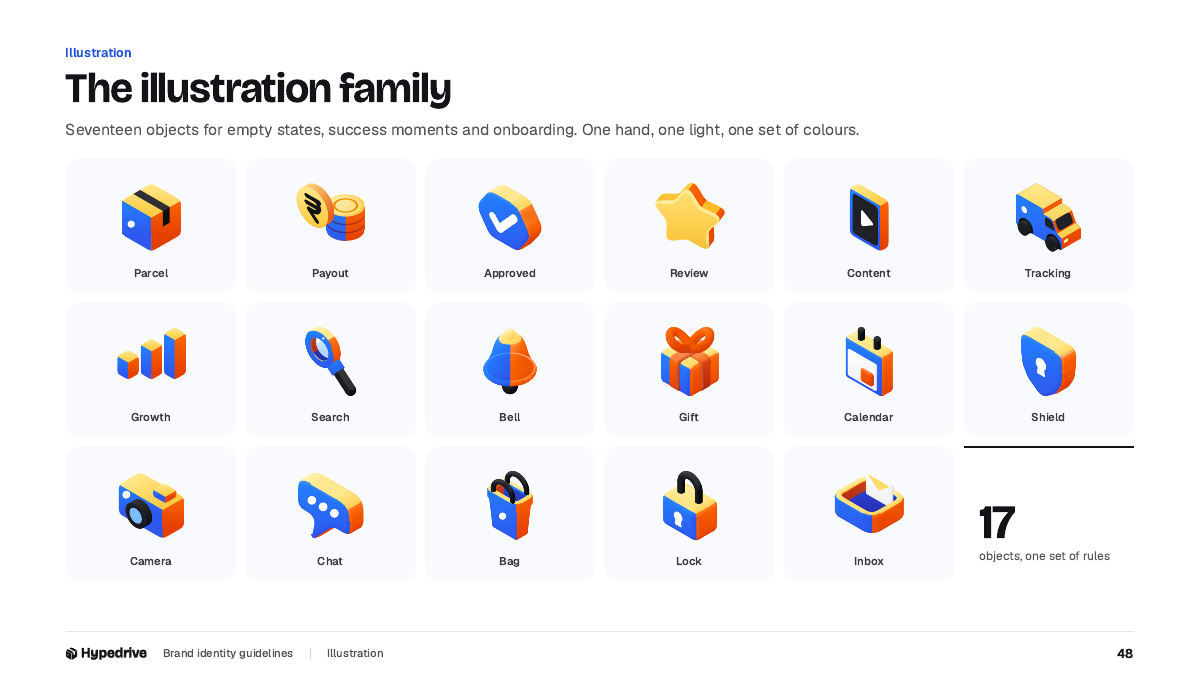 Illustration
The illustration family
Seventeen objects for empty states, success moments and onboarding. One hand, one light, one set of colours.
₹
Parcel
Payout
Approved
Review
Content
Tracking
Growth
Search
Bell
Gift
Calendar
Shield
Camera
Chat
Bag
Lock
Inbox
17
objects, one set of rules
Hypedrive
Brand identity guidelines
Illustration
48